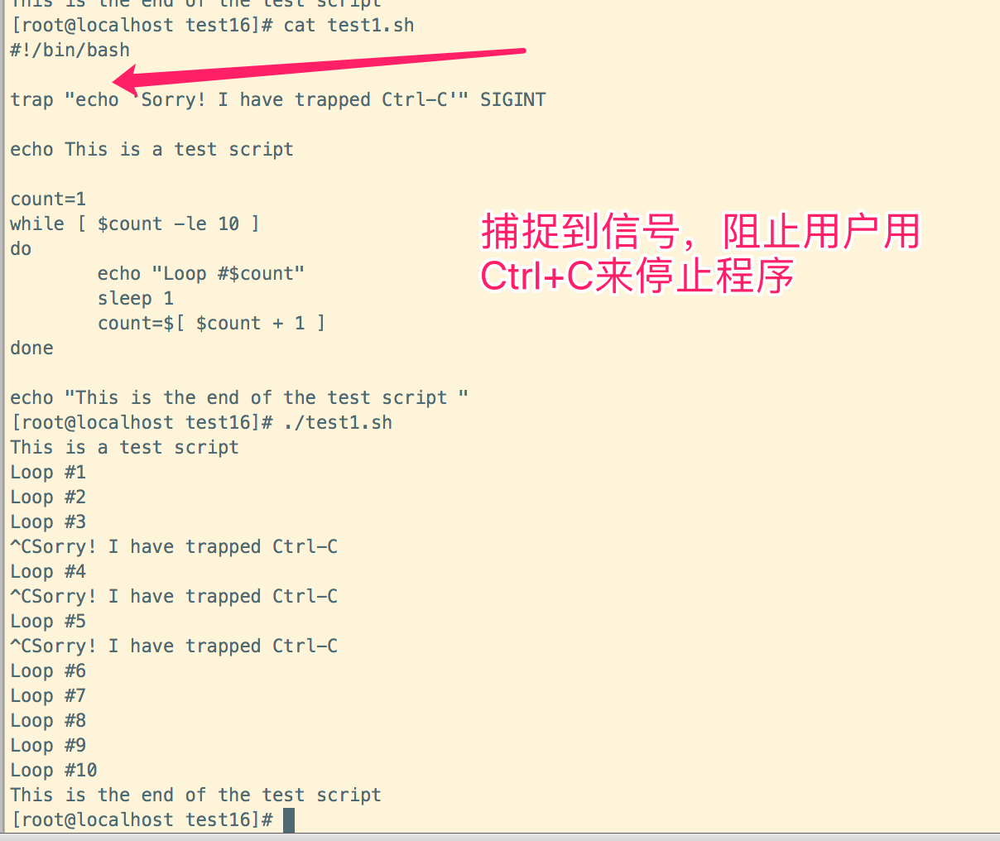 This is the end of the test script
[root@localhost test16]# cat test1.sh
#!/bin/bash
trap "echo 'Sorry! I have trapped Ctrl-C'" SIGINT
echo This is a test script
count=1
while [ $count -le 10 ]
do
echo "Loop #$count"
sleep 1
count=$[ $count + 1 ]
done
捕捉到信号，阻止用户用
Ctrl+C来停止程序
echo "This is the end of the test script "
[root@localhost test16]# ./test1.sh
This is a test script
Loop #1
Loop #2
Loop #3
^CSorry! I have trapped Ctrl-C
Loop #4
^CSorry! I have trapped Ctrl-C
Loop #5
^CSorry! I have trapped Ctrl-C
Loop #6
Loop #7
Loop #8
Loop #9
Loop #10
This is the end of the test script
[root@localhost test16]#